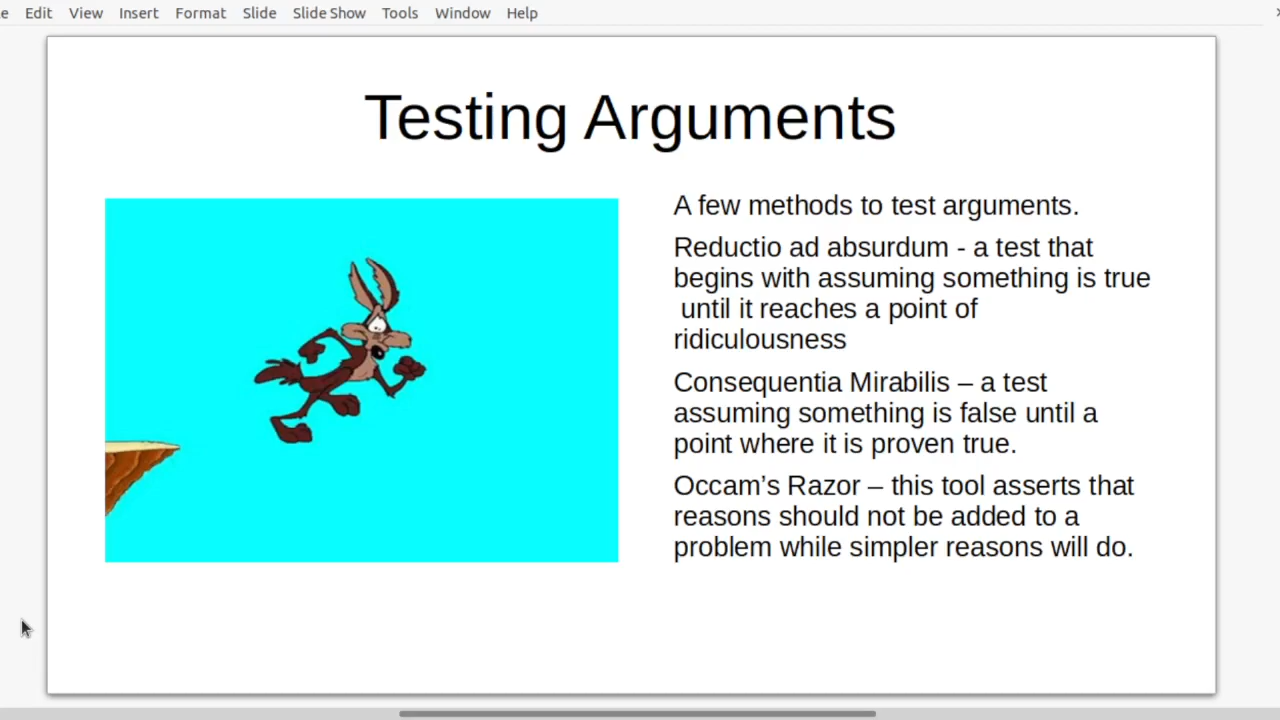 e Edit View Insert Format Slide Slide Show Tools Window Help
Testing Arguments
A few methods to test arguments.
Reductio ad absurdum - a test that
begins with assuming something is true
until it reaches a point of
ridiculousness
Consequentia Mirabilis – a test
assuming something is false until a
point where it is proven true.
Occam’s Razor – this tool asserts that
reasons should not be added to a
problem while simpler reasons will do.